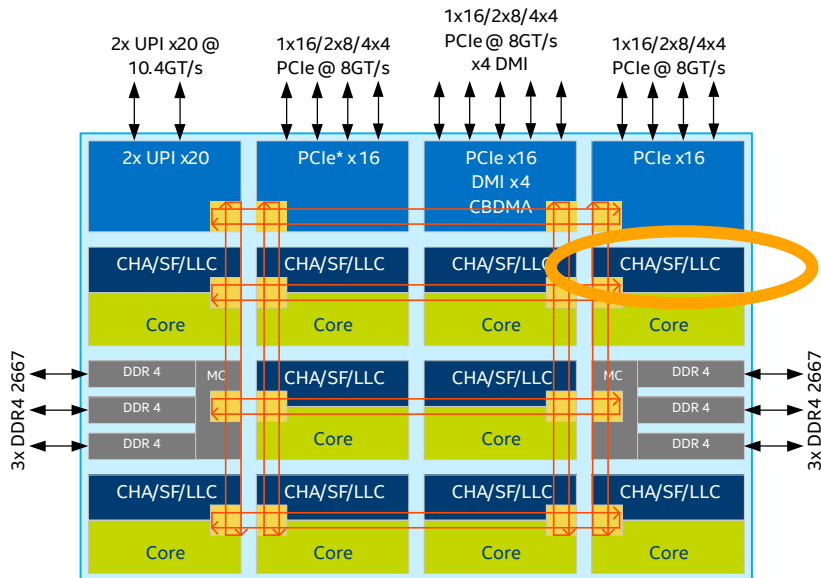 2x UPI x20 @
10.4GT/s
1x16/2x8/4x4
PCIe @ 8GT/s
1x16/2x8/4x4
PCIe @ 8GT/s
x4 DMI
1x16/2x8/4x4
PCIe @ 8GT/s
2x UPI x20
PCIe* x 16
PCIe x16
DMI x4
CBDMA
PCIe x16
CHA/SF/LLC
CHA/SF/LLC
CHA/SF/LLC
CHA/SF/LLC
Core
Core
Core
Core
3x DDR4 2667
DDR 4
DDR 4
DDR 4
MC
CHA/SF/LLC
Core
CHA/SF/LLC
Core
MC
DDR 4
DDR 4
DDR 4
3x DDR4 2667
CHA/SF/LLC
CHA/SF/LLC
CHA/SF/LLC
CHA/SF/LLC
Core
Core
Core
Core